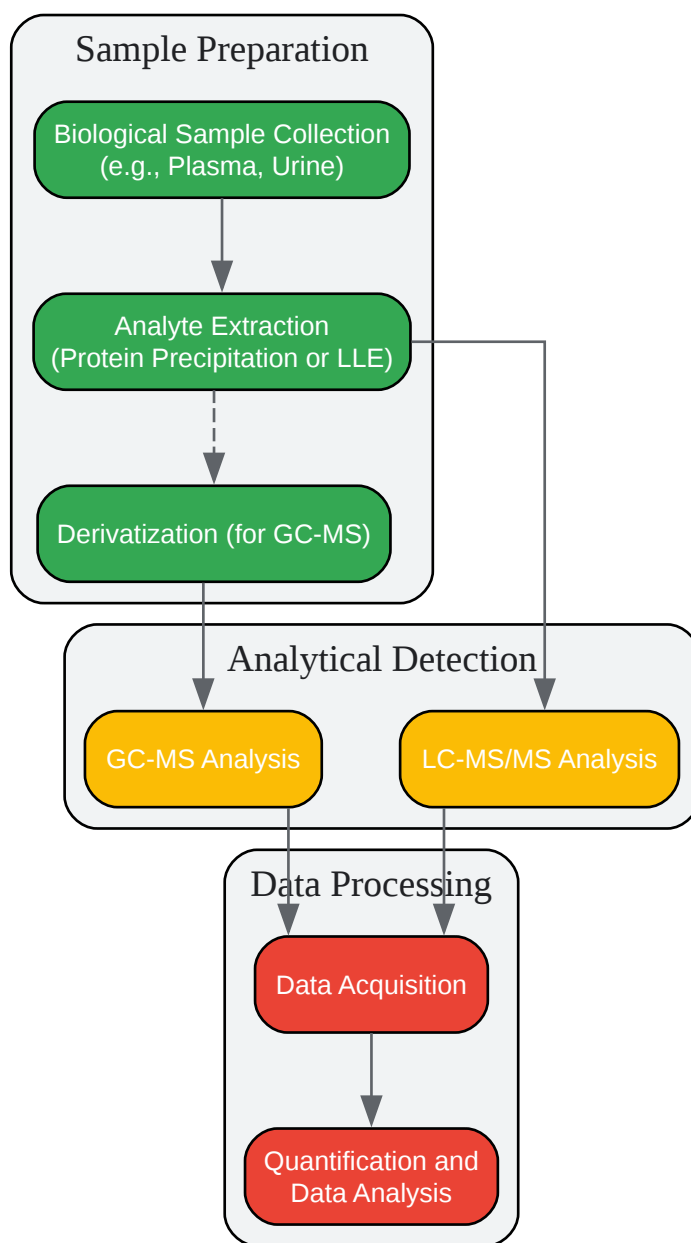 Sample Preparation
Biological Sample Collection
(e.g., Plasma, Urine)
Analyte Extraction
(Protein Precipitation or LLE)
Derivatization (for GC-MS)
Analytical Detection
GC-MS Analysis
LC-MS/MS Analysis
Data Processing
Data Acquisition
Quantification and
Data Analysis